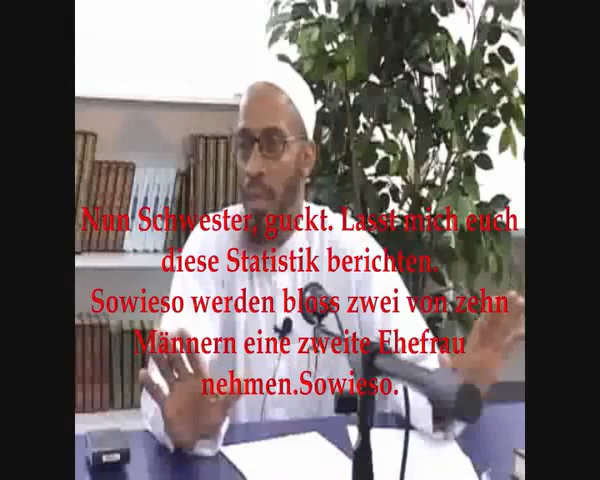 Nun Schwester, guckt. Lasst mich euch
diese Statistik berichten.
Sowieso werden bloss zwei von zehn
Männern eine zweite Ehefrau
nehmen.Sowieso.